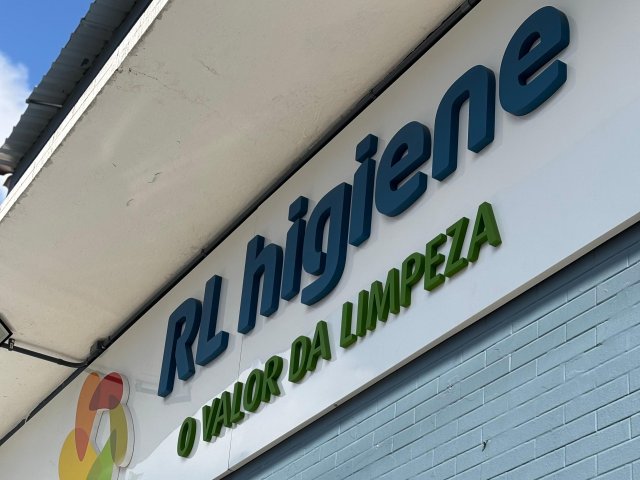 RL higiene
O VALOR DA LIMPEZA